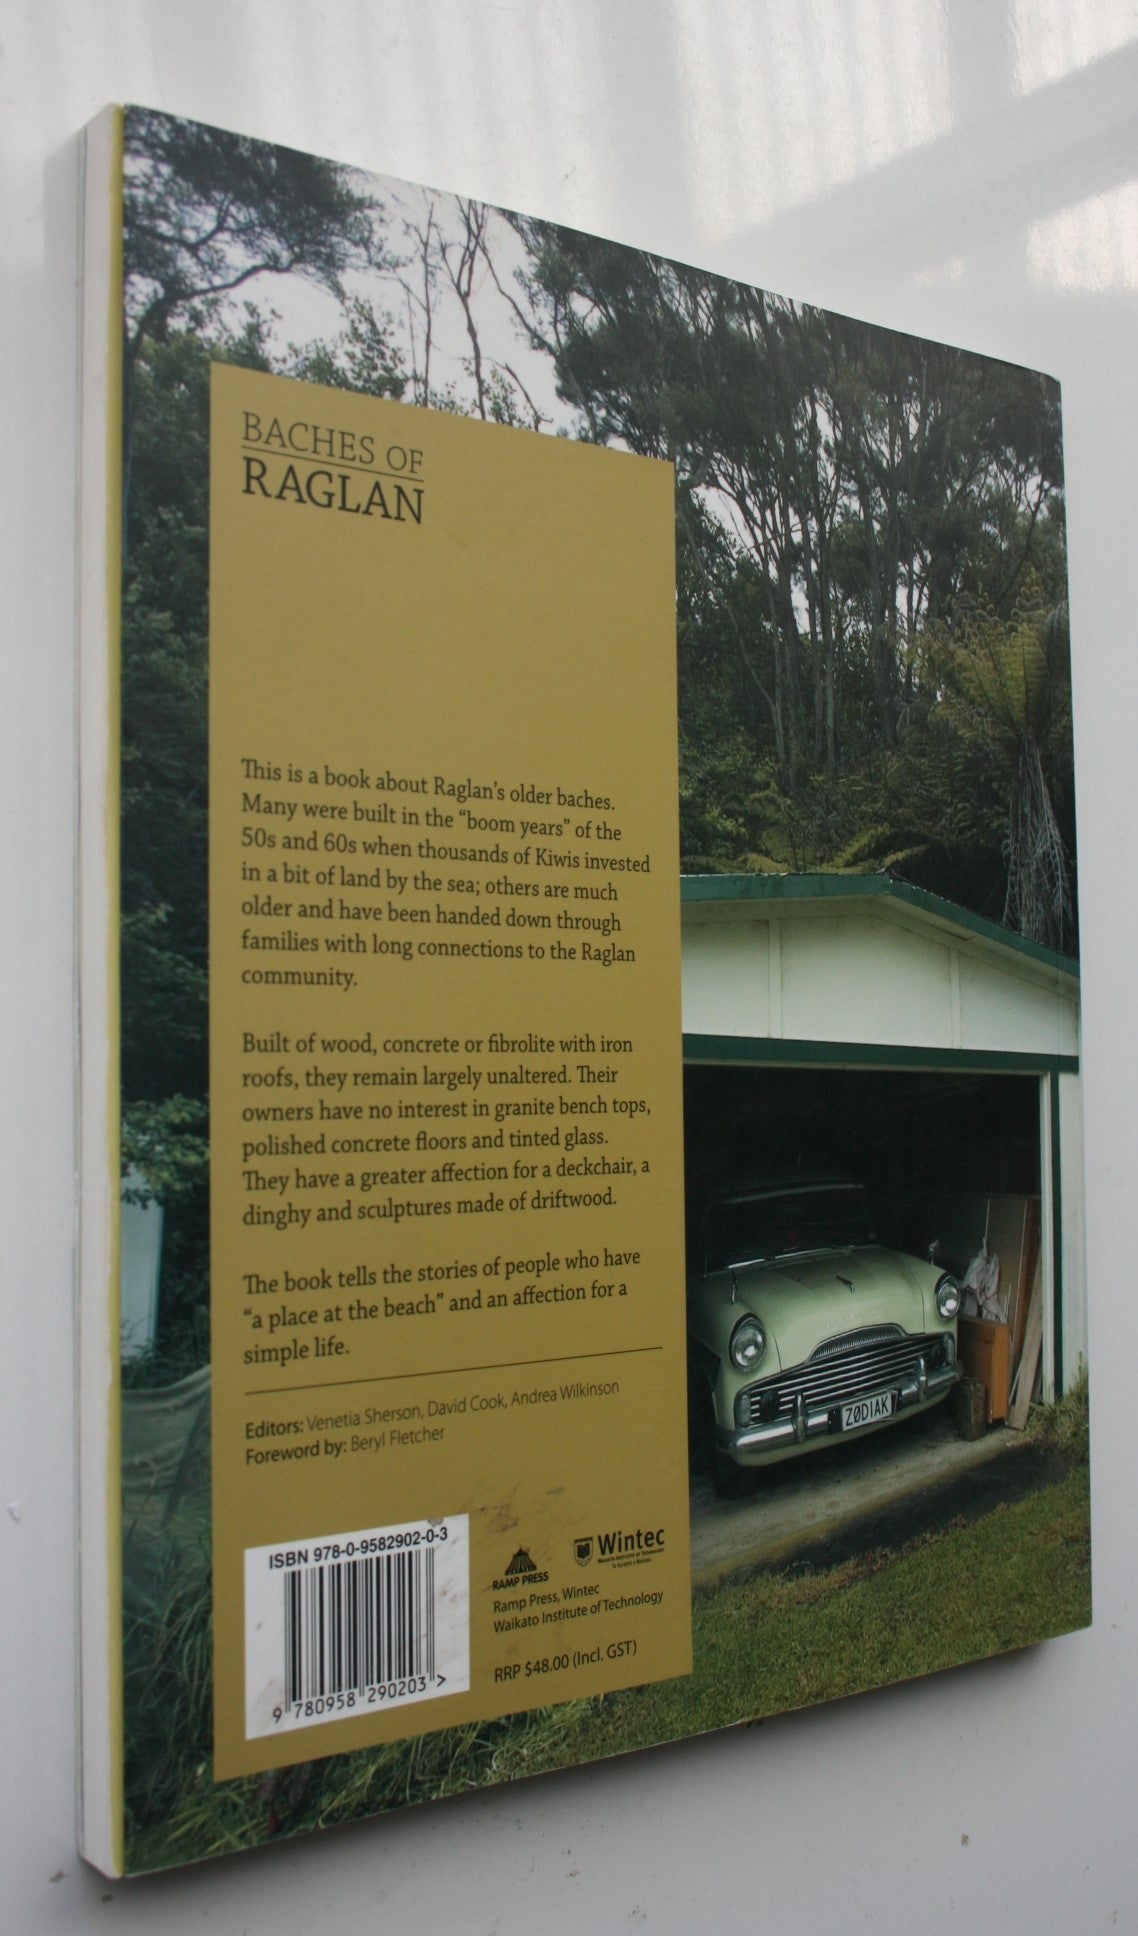 BACHES OF
RAGLAN
This is a book about Raglan's older baches.
Many were built in the "boom years" of the
50s and 60s when thousands of Kiwis invested
in a bit of land by the sea; others are much
older and have been handed down through
families with long connections to the Raglan
community.
Built of wood, concrete or fibrolite with iron
roofs, they remain largely unaltered. Their
owners have no interest in granite bench tops,
polished concrete floors and tinted glass.
They have a greater affection for a deckchair, a
dinghy and sculptures made of driftwood.
The book tells the stories of people who have
"a place at the beach" and an affection for a
simple life.
Editors: Venetia Sherson, David Cook, Andrea Wilkinson
Foreword by: Beryl Fletcher
ISBN 978-0-9582902-0-3
9 780958 290203 >
RAMP PRESS
Wintec
WAIKATO INSTITUTE OF TECHNOLOGY
Ramp Press, Wintec
Waikato Institute of Technology
RRP $48.00 (Incl. GST)
ZØDIAK